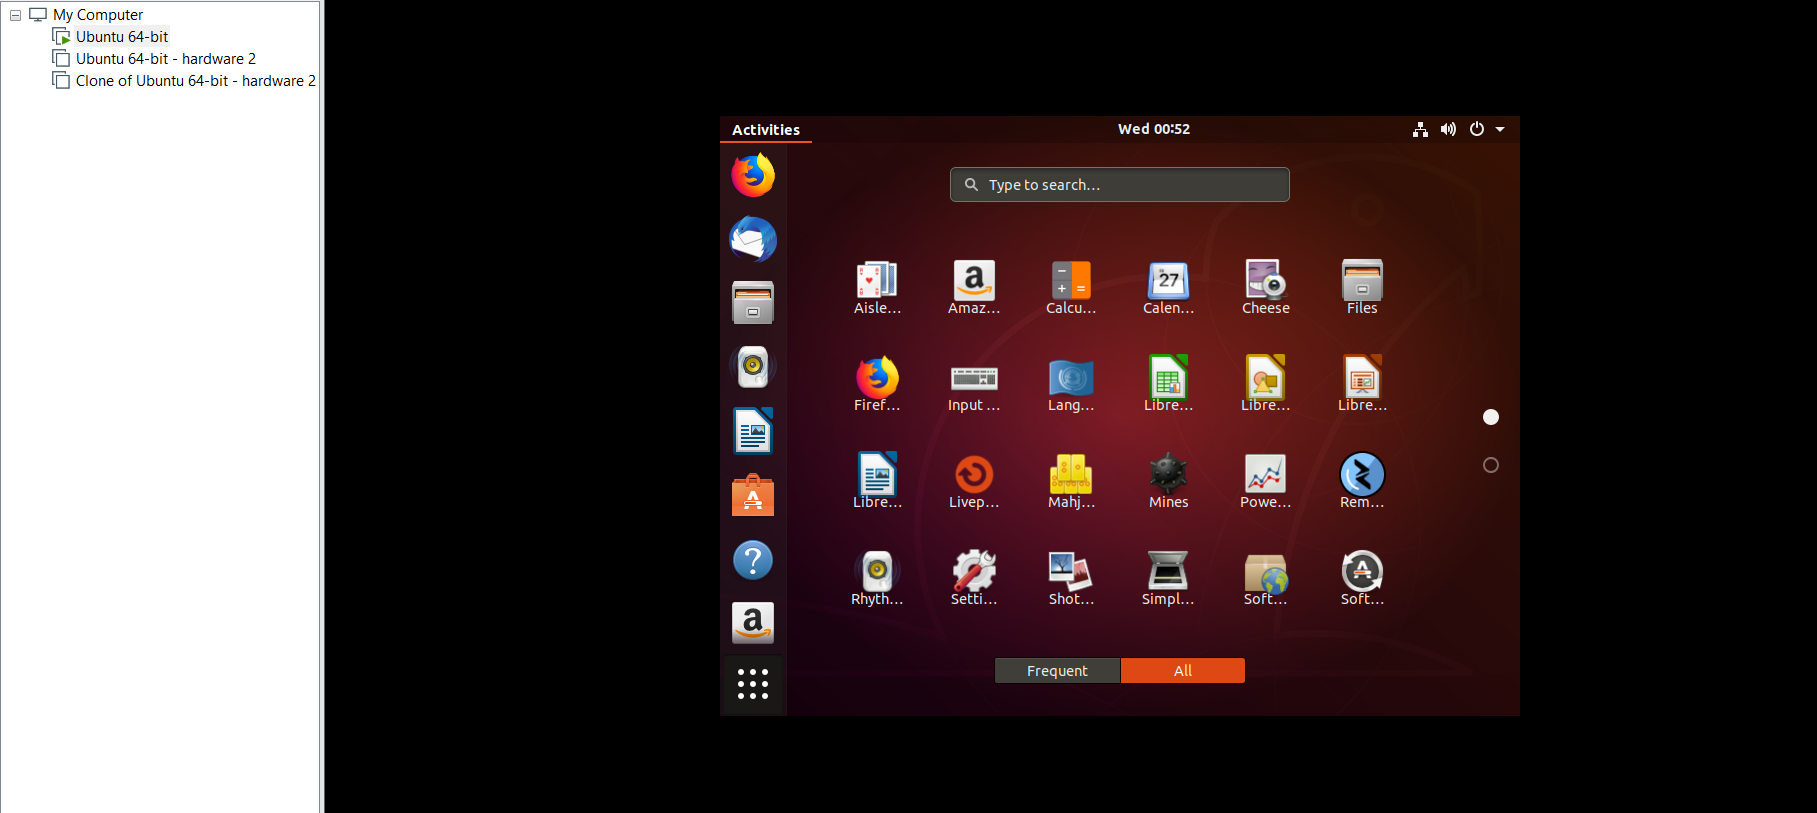 My Computer
Ubuntu 64-bit
Ubuntu 64-bit - hardware 2
Clone of Ubuntu 64-bit - hardware 2
Activities
Wed 00:52
Type to search...
27
Aisle...
Amaz...
Calcu...
Calen...
Cheese
Files
Firef...
Input ...
Lang...
Libre...
Libre...
Libre...
Libre...
Livep...
Mahj...
Mines
Powe...
Rem...
Rhyth...
Setti...
Shot...
Simpl...
Soft...
Soft...
Frequent
All